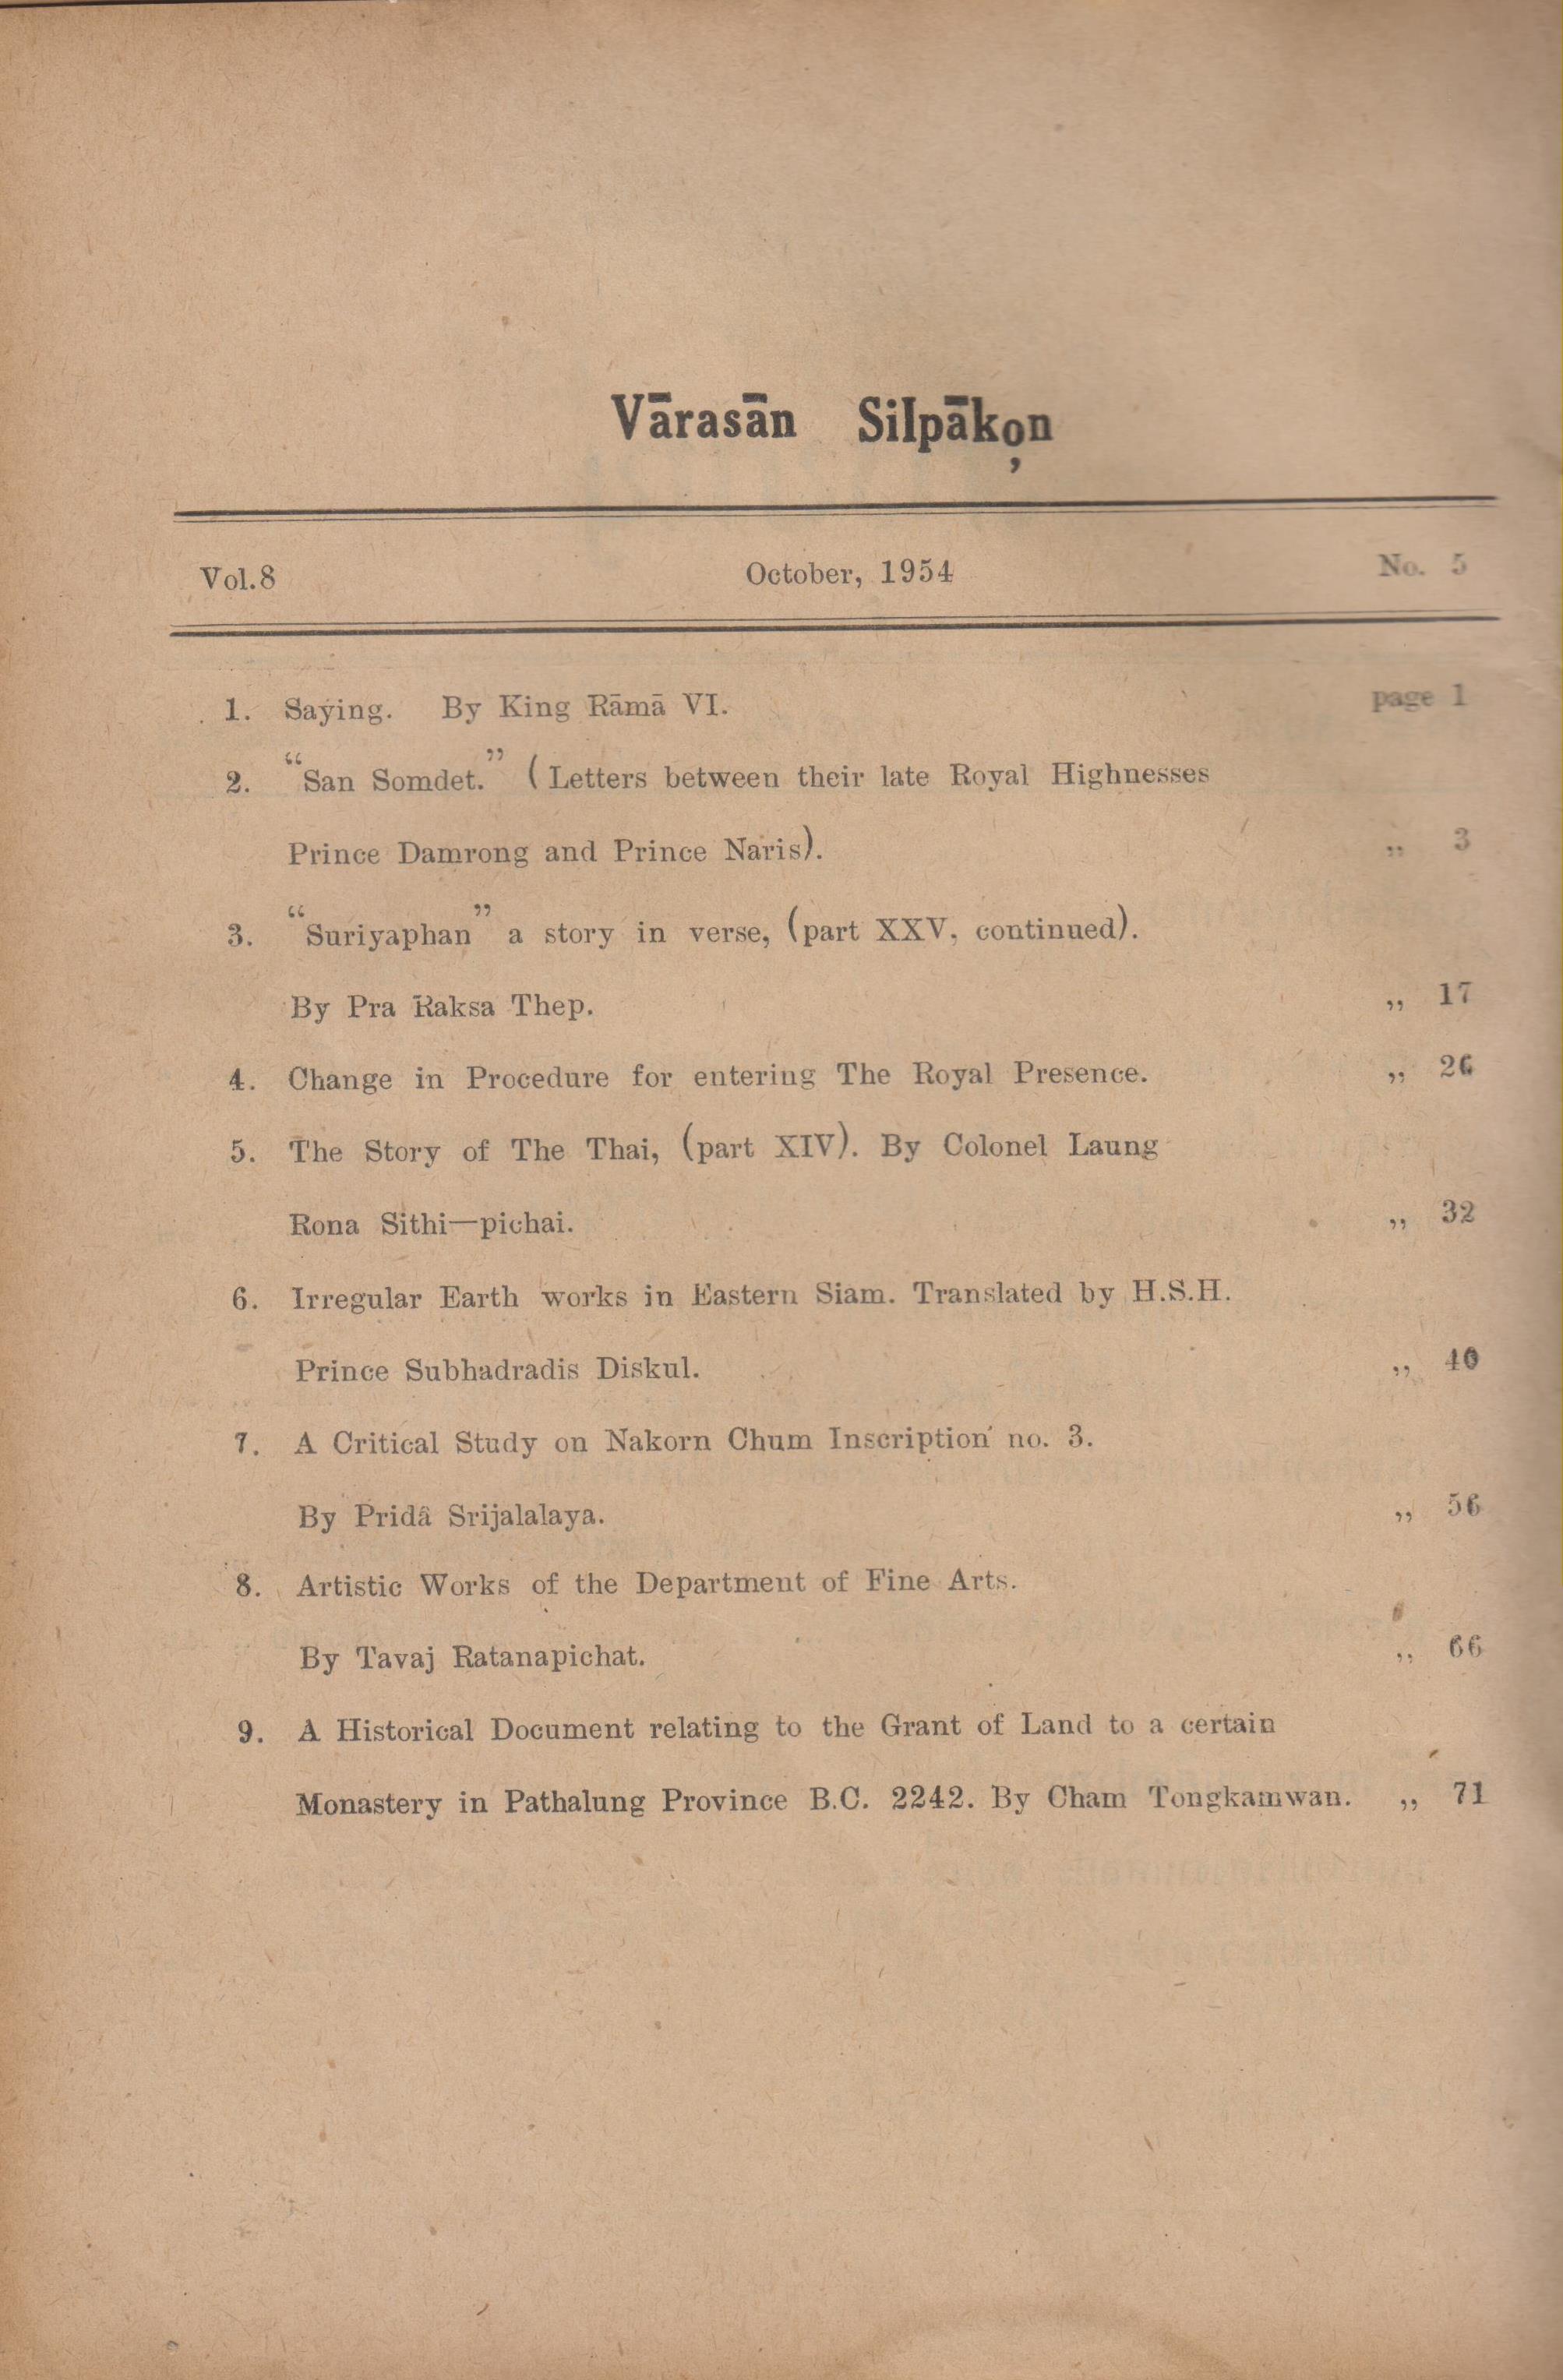 Vārasān Silpākọn
Vol.8 October, 1954 No. 5
1. Saying. By King Rāmā VI. page 1
2. “San Somdet.” (Letters between their late Royal Highnesses
Prince Damrong and Prince Naris). ,, 3
3. “Suriyaphan” a story in verse, (part XXV, continued).
By Pra Raksa Thep. ,, 17
4. Change in Procedure for entering The Royal Presence. ,, 26
5. The Story of The Thai, (part XIV). By Colonel Laung
Rona Sithi—pichai. ,, 32
6. Irregular Earth works in Eastern Siam. Translated by H.S.H.
Prince Subhadradis Diskul. ,, 40
7. A Critical Study on Nakorn Chum Inscription no. 3.
By Pridā Srijalalaya. ,, 56
8. Artistic Works of the Department of Fine Arts.
By Tavaj Ratanapichat. ,, 66
9. A Historical Document relating to the Grant of Land to a certain
Monastery in Pathalung Province B.C. 2242. By Cham Tongkamwan. ,, 71